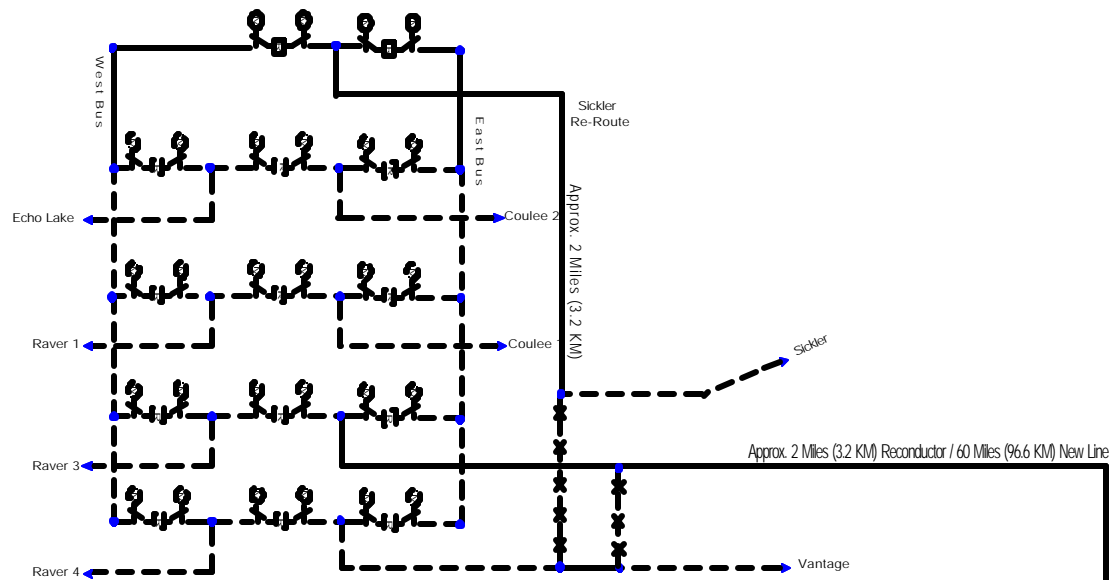 West Bus
East Bus
Sickler
Re-Route
Echo Lake
Coulee 2
Approx. 2 Miles (3.2 KM)
Raver 1
Coulee
Sickler
Raver 3
Approx. 2 Miles (3.2 KM) Reconductor / 60 Miles (96.6 KM) New Line
Raver 4
Vantage